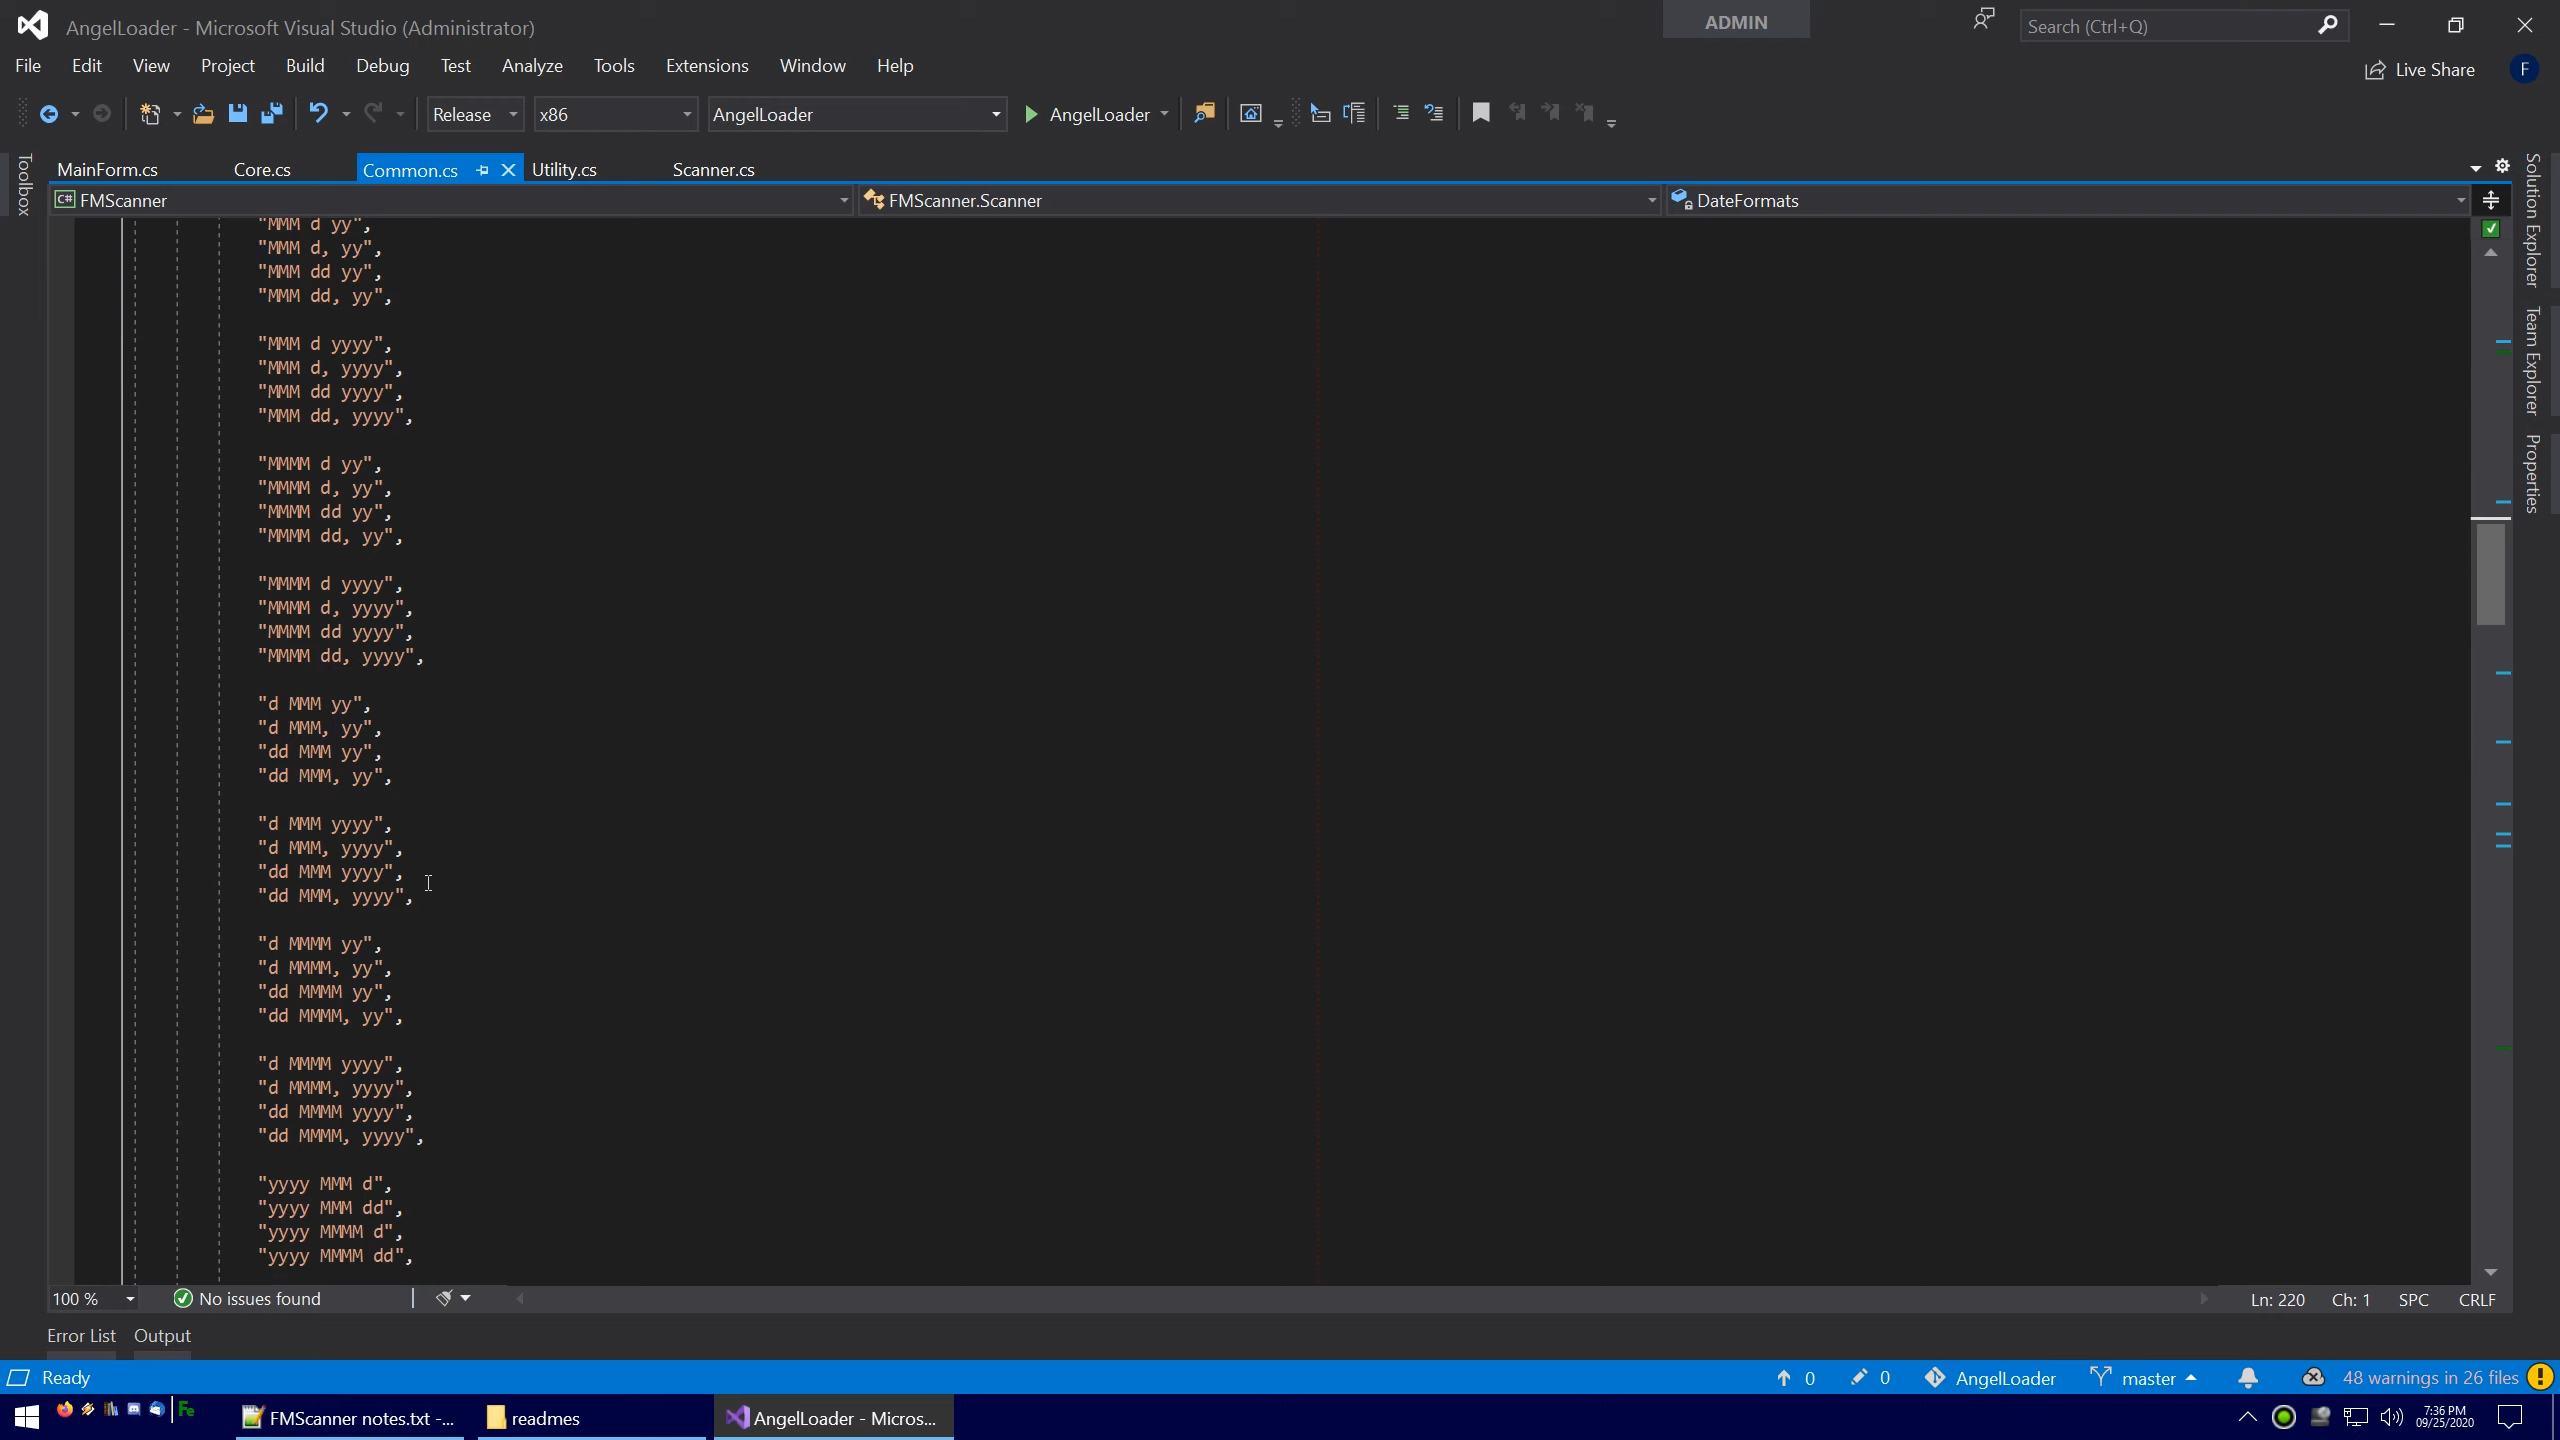 AngelLoader - Microsoft Visual Studio (Administrator)
ADMIN
Search (Ctrl+Q)
File Edit View Project Build Debug Test Analyze Tools Extensions Window Help
Live Share
F
Release
x86
AngelLoader
AngelLoader
Toolbox
MainForm.cs
Core.cs
Common.cs
Utility.cs
Scanner.cs
C# FMScanner
FMScanner.Scanner
DateFormats
Solution Explorer
Team Explorer
Properties
"MMM d yy",
"MMM d, yy",
"MMM dd yy",
"MMM dd, yy",
"MMM d yyyy",
"MMM d, yyyy",
"MMM dd yyyy",
"MMM dd, yyyy",
"MMMM d yy",
"MMMM d, yy",
"MMMM dd yy",
"MMMM dd, yy",
"MMMM d yyyy",
"MMMM d, yyyy",
"MMMM dd yyyy",
"MMMM dd, yyyy",
"d MMM yy",
"d MMM, yy",
"dd MMM yy",
"dd MMM, yy",
"d MMM yyyy",
"d MMM, yyyy",
"dd MMM yyyy",
"dd MMM, yyyy",
"d MMMM yy",
"d MMMM, yy",
"dd MMMM yy",
"dd MMMM, yy",
"d MMMM yyyy",
"d MMMM, yyyy",
"dd MMMM yyyy",
"dd MMMM, yyyy",
"yyyy MMM d",
"yyyy MMM dd",
"yyyy MMMM d",
"yyyy MMMM dd",
100 %
No issues found
Ln: 220 Ch: 1 SPC CRLF
Error List Output
Ready
0
0
AngelLoader
master
48 warnings in 26 files
Fe
FMScanner notes.txt -...
readmes
AngelLoader - Micros...
7:36 PM
09/25/2020